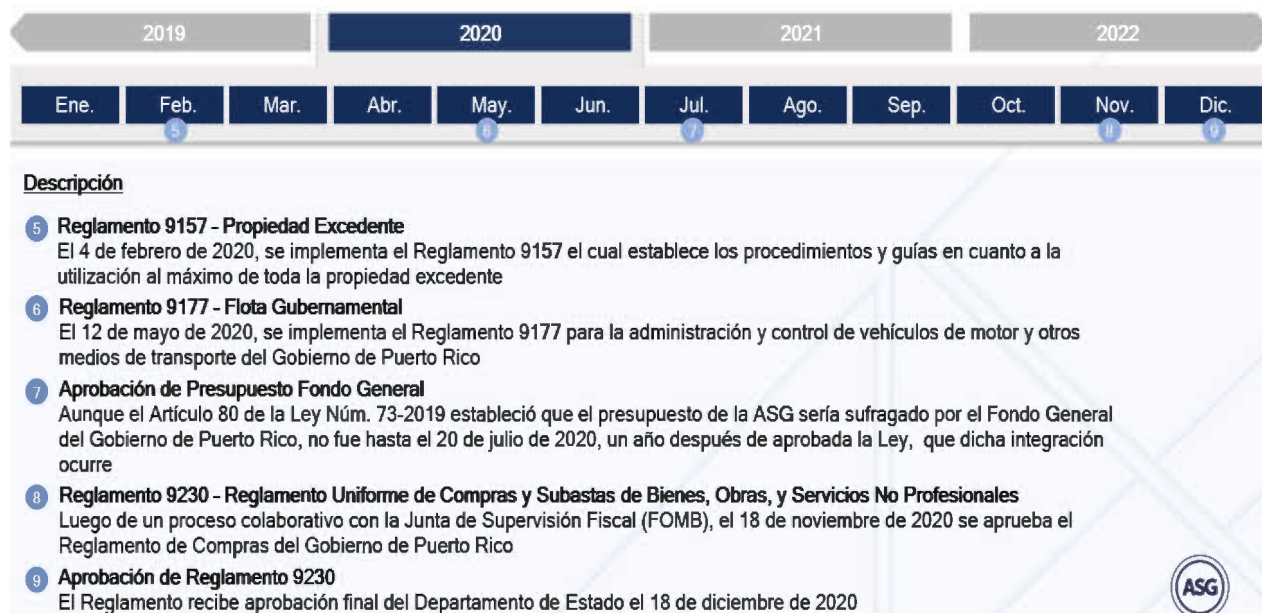 2019 2020 2021 2022
Ene. Feb. Mar. Abr. May. Jun. Jul. Ago. Sep. Oct. Nov. Dic.
5 6 7 8 9
Descripción
5 Reglamento 9157 - Propiedad Excedente
El 4 de febrero de 2020, se implementa el Reglamento 9157 el cual establece los procedimientos y guías en cuanto a la
utilización al máximo de toda la propiedad excedente
6 Reglamento 9177 - Flota Gubernamental
El 12 de mayo de 2020, se implementa el Reglamento 9177 para la administración y control de vehículos de motor y otros
medios de transporte del Gobierno de Puerto Rico
7 Aprobación de Presupuesto Fondo General
Aunque el Artículo 80 de la Ley Núm. 73-2019 estableció que el presupuesto de la ASG sería sufragado por el Fondo General
del Gobierno de Puerto Rico, no fue hasta el 20 de julio de 2020, un año después de aprobada la Ley, que dicha integración
ocurre
8 Reglamento 9230 - Reglamento Uniforme de Compras y Subastas de Bienes, Obras, y Servicios No Profesionales
Luego de un proceso colaborativo con la Junta de Supervisión Fiscal (FOMB), el 18 de noviembre de 2020 se aprueba el
Reglamento de Compras del Gobierno de Puerto Rico
9 Aprobación de Reglamento 9230
El Reglamento recibe aprobación final del Departamento de Estado el 18 de diciembre de 2020
ASG